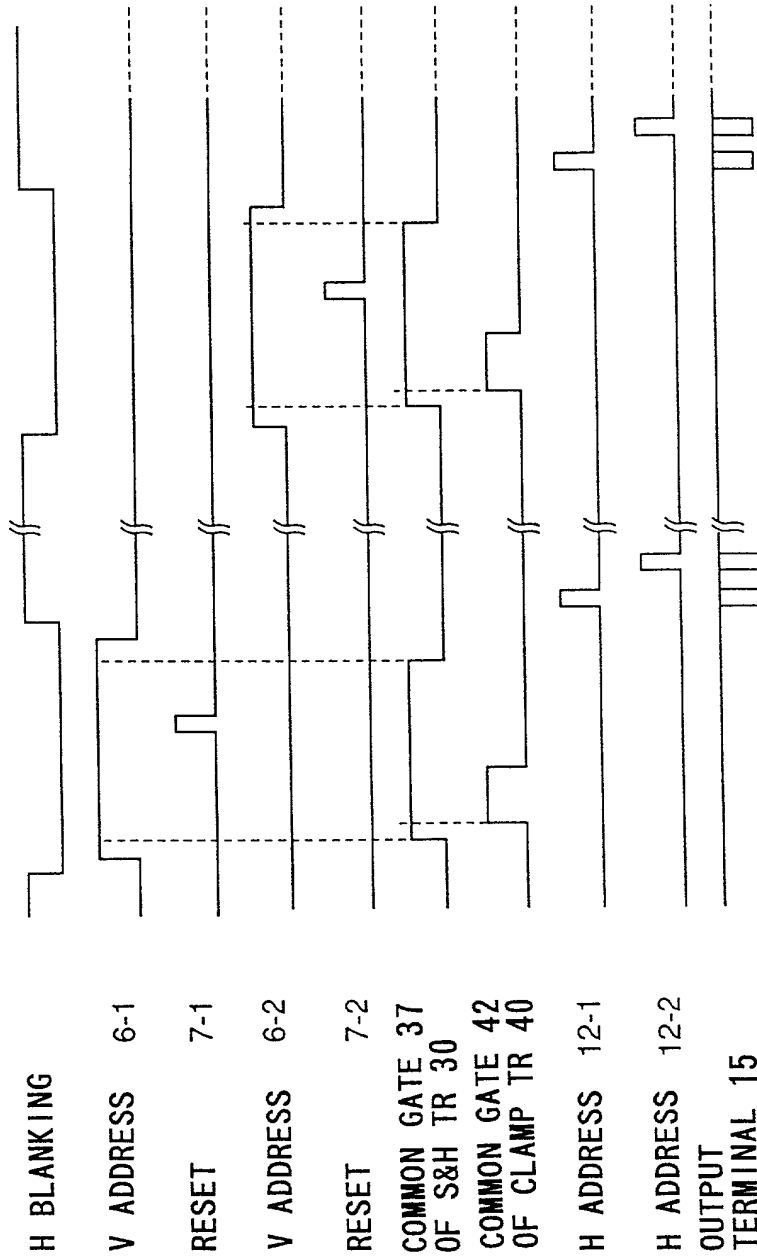 H BLANKING
V ADDRESS 6-1
RESET 7-1
V ADDRESS 6-2
RESET 7-2
COMMON GATE 37
OF S&H TR 30
COMMON GATE 42
OF CLAMP TR 40
H ADDRESS 12-1
H ADDRESS 12-2
OUTPUT
TERMINAL 15